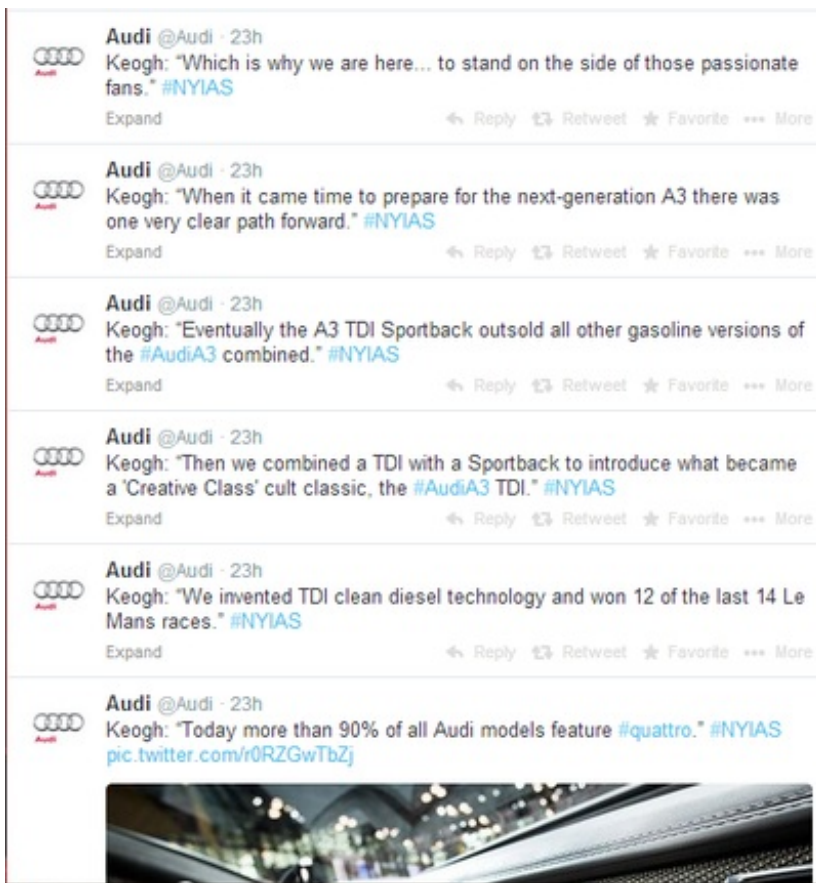 Audi @Audi · 23h
Keogh: “Which is why we are here... to stand on the side of those passionate
fans.” #NYIAS
Expand Reply Retweet Favorite More
Audi
Audi @Audi · 23h
Keogh: “When it came time to prepare for the next-generation A3 there was
one very clear path forward.” #NYIAS
Expand Reply Retweet Favorite More
Audi
Audi @Audi · 23h
Keogh: “Eventually the A3 TDI Sportback outsold all other gasoline versions of
the #AudiA3 combined.” #NYIAS
Expand Reply Retweet Favorite More
Audi
Audi @Audi · 23h
Keogh: “Then we combined a TDI with a Sportback to introduce what became
a 'Creative Class' cult classic, the #AudiA3 TDI.” #NYIAS
Expand Reply Retweet Favorite More
Audi
Audi @Audi · 23h
Keogh: “We invented TDI clean diesel technology and won 12 of the last 14 Le
Mans races.” #NYIAS
Expand Reply Retweet Favorite More
Audi
Audi @Audi · 23h
Keogh: “Today more than 90% of all Audi models feature #quattro.” #NYIAS
pic.twitter.com/r0RZGwTbZj
Audi